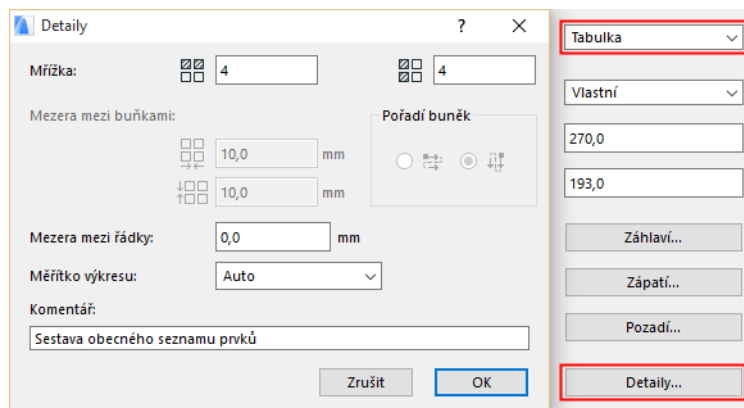 Detaily
Mřížka:
4
4
Mezera mezi buňkami:
10,0 mm
10,0 mm
Pořadí buněk
Mezera mezi řádky:
0,0 mm
Měřítko výkresu:
Auto
Komentář:
Sestava obecného seznamu prvků
Zrušit
OK
Tabulka
Vlastní
270,0
193,0
Záhlaví...
Zápatí...
Pozadí...
Detaily...